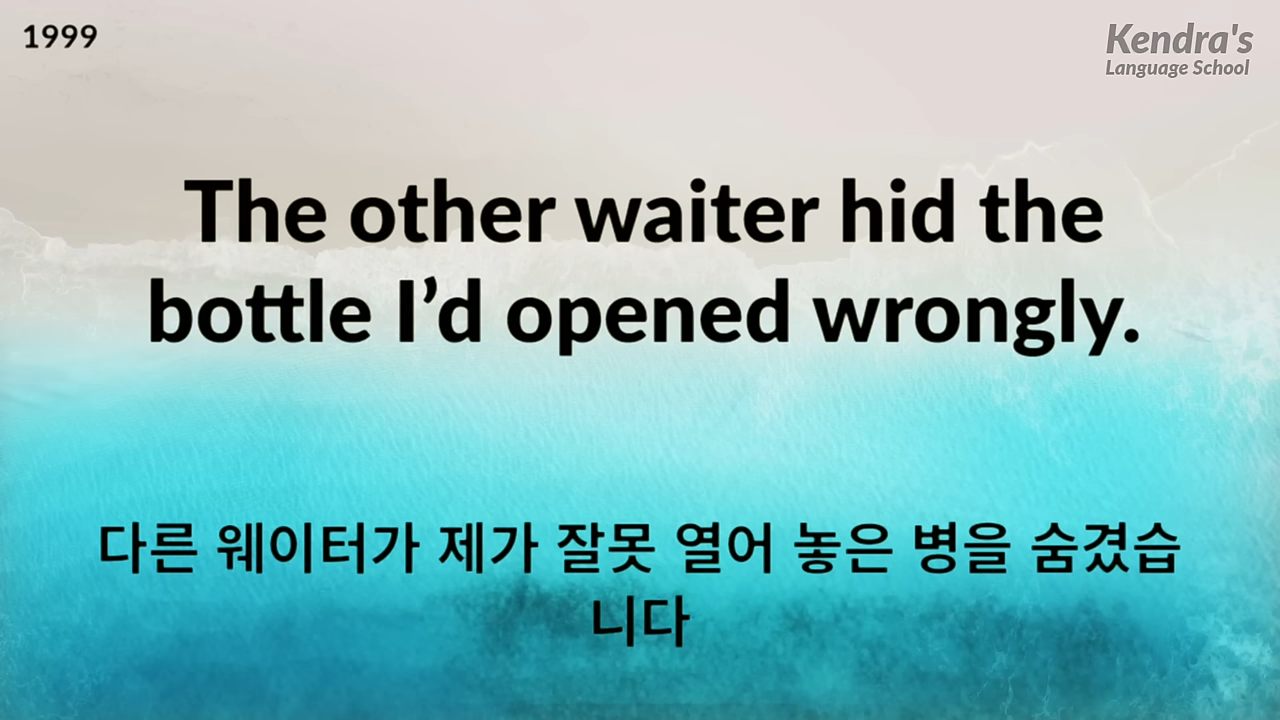 1999
Kendra's
Language School
The other waiter hid the
bottle I’d opened wrongly.
다른 웨이터가 제가 잘못 열어 놓은 병을 숨겼습
니다